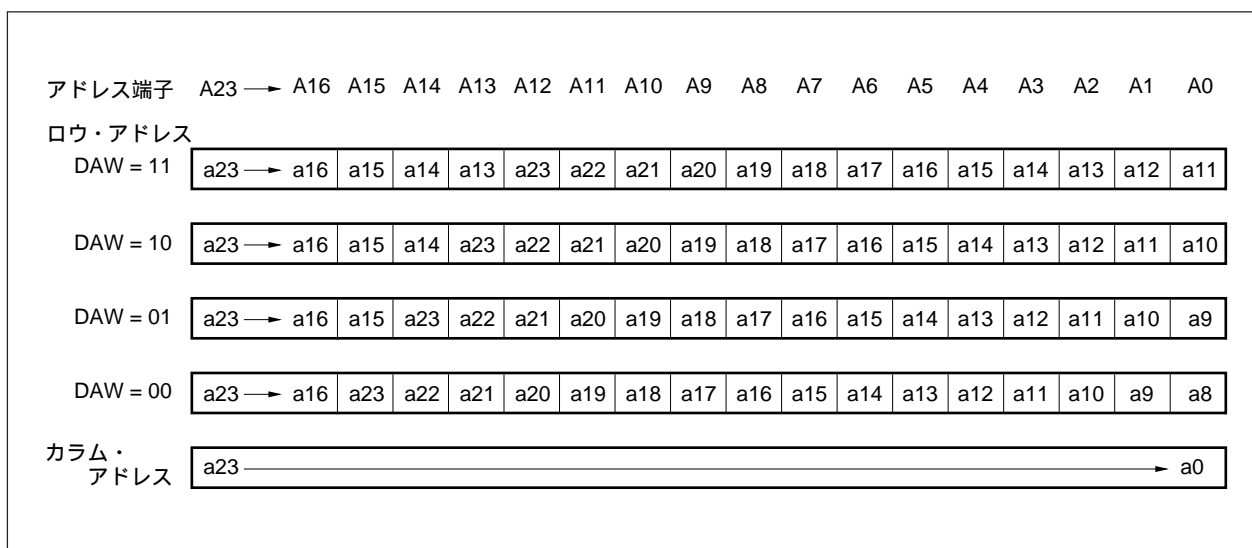 アドレス端子 A23 → A16 A15 A14 A13 A12 A11 A10 A9 A8 A7 A6 A5 A4 A3 A2 A1 A0
ロウ・アドレス
DAW = 11 a23 → a16 a15 a14 a13 a23 a22 a21 a20 a19 a18 a17 a16 a15 a14 a13 a12 a11
DAW = 10 a23 → a16 a15 a14 a23 a22 a21 a20 a19 a18 a17 a16 a15 a14 a13 a12 a11 a10
DAW = 01 a23 → a16 a15 a23 a22 a21 a20 a19 a18 a17 a16 a15 a14 a13 a12 a11 a10 a9
DAW = 00 a23 → a16 a23 a22 a21 a20 a19 a18 a17 a16 a15 a14 a13 a12 a11 a10 a9 a8
カラム・
アドレス a23 → a0